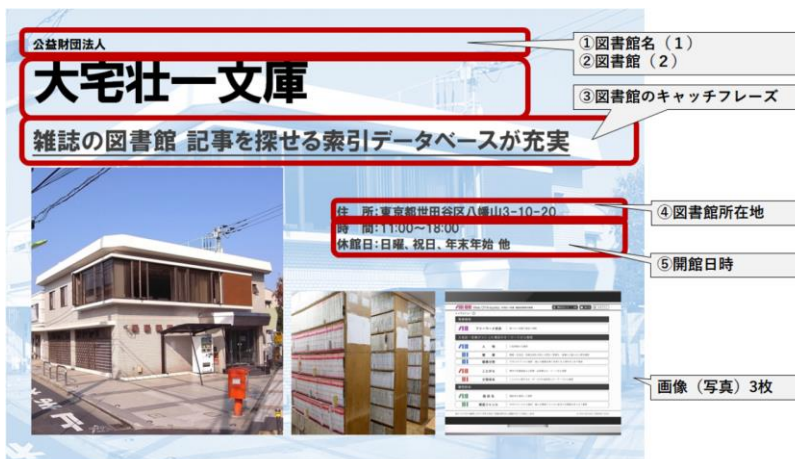 公益財団法人
大宅壮一文庫
雑誌の図書館 記事を探せる索引データベースが充実
住　所:東京都世田谷区八幡山3-10-20
時　間:11:00～18:00
休館日:日曜、祝日、年末年始 他
①図書館名（1）
②図書館（2）
③図書館のキャッチフレーズ
④図書館所在地
⑤開館日時
画像（写真）3枚